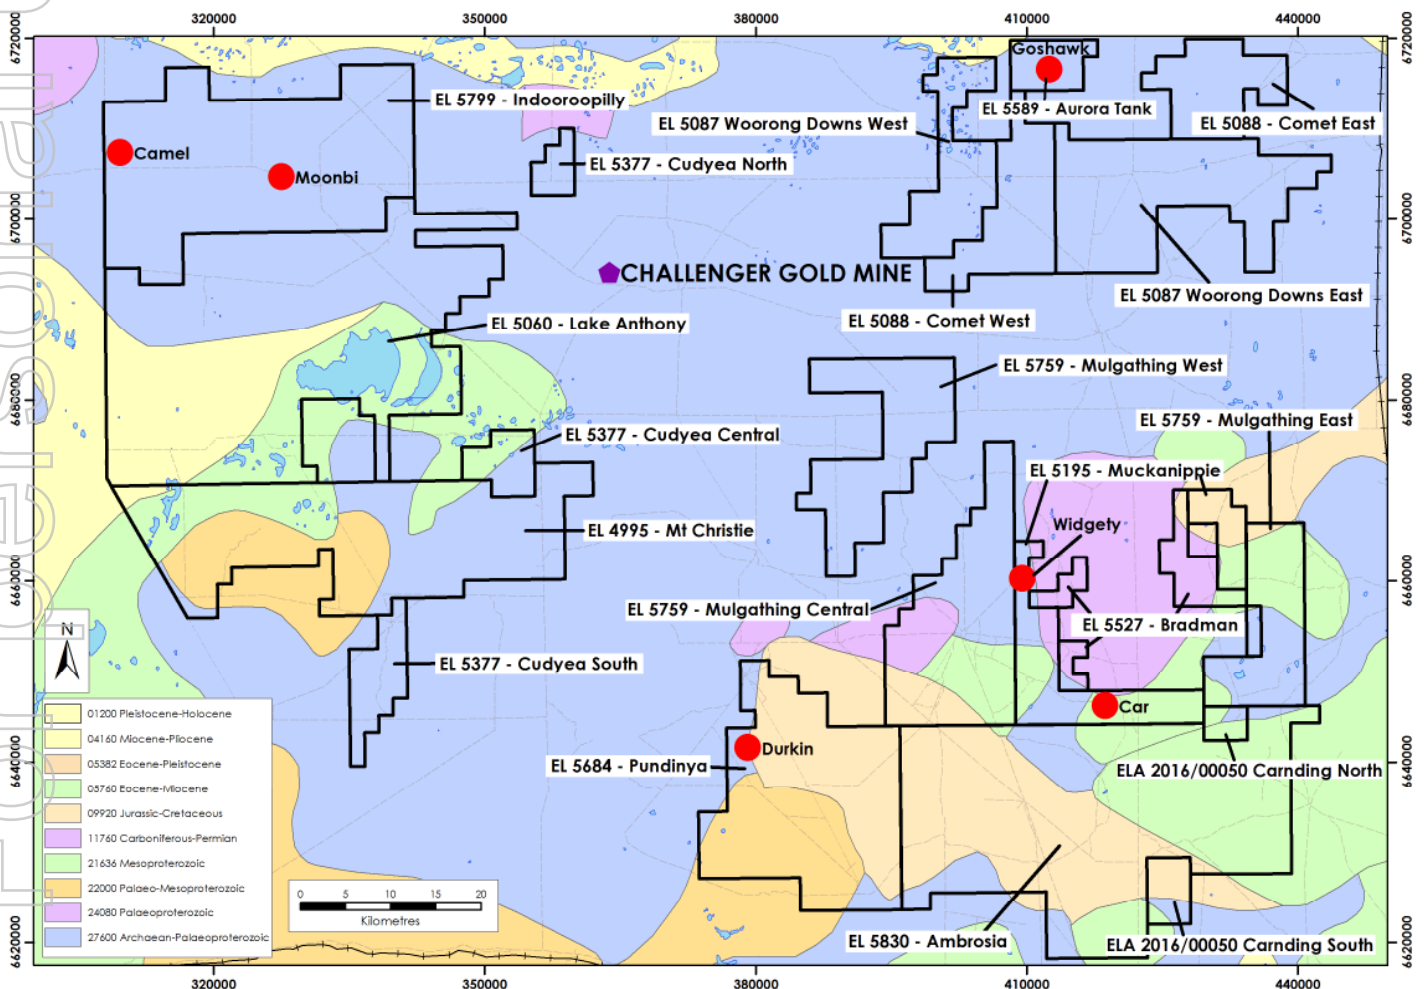 320000 350000 380000 410000 440000
6720000 6720000
Goshawk
EL 5799 - Indooroopilly
EL 5589 - Aurora Tank
EL 5087 Woorong Downs West
EL 5088 - Comet East
Camel
EL 5377 - Cudyea North
Moonbi
6700000 6700000
CHALLENGER GOLD MINE
EL 5087 Woorong Downs East
EL 5060 - Lake Anthony
EL 5088 - Comet West
EL 5759 - Mulgathing West
6680000 6680000
EL 5759 - Mulgathing East
EL 5377 - Cudyea Central
EL 5195 - Muckanippie
Widgety
EL 4995 - Mt Christie
6660000 6660000
EL 5759 - Mulgathing Central
EL 5527 - Bradman
N
EL 5377 - Cudyea South
Car
Durkin
EL 5684 - Pundinya
6640000 6640000
ELA 2016/00050 Carnding North
01200 Pleistocene-Holocene
04160 Miocene-Pliocene
05382 Eocene-Pleistocene
05760 Eocene-Miocene
09920 Jurassic-Cretaceous
11760 Carboniferous-Permian
21636 Mesoproterozoic
22000 Palaeo-Mesoproterozoic
24080 Palaeoproterozoic
27600 Archaean-Palaeoproterozoic
0 5 10 15 20
Kilometres
EL 5830 - Ambrosia
ELA 2016/00050 Carnding South
6620000 6620000
320000 350000 380000 410000 440000